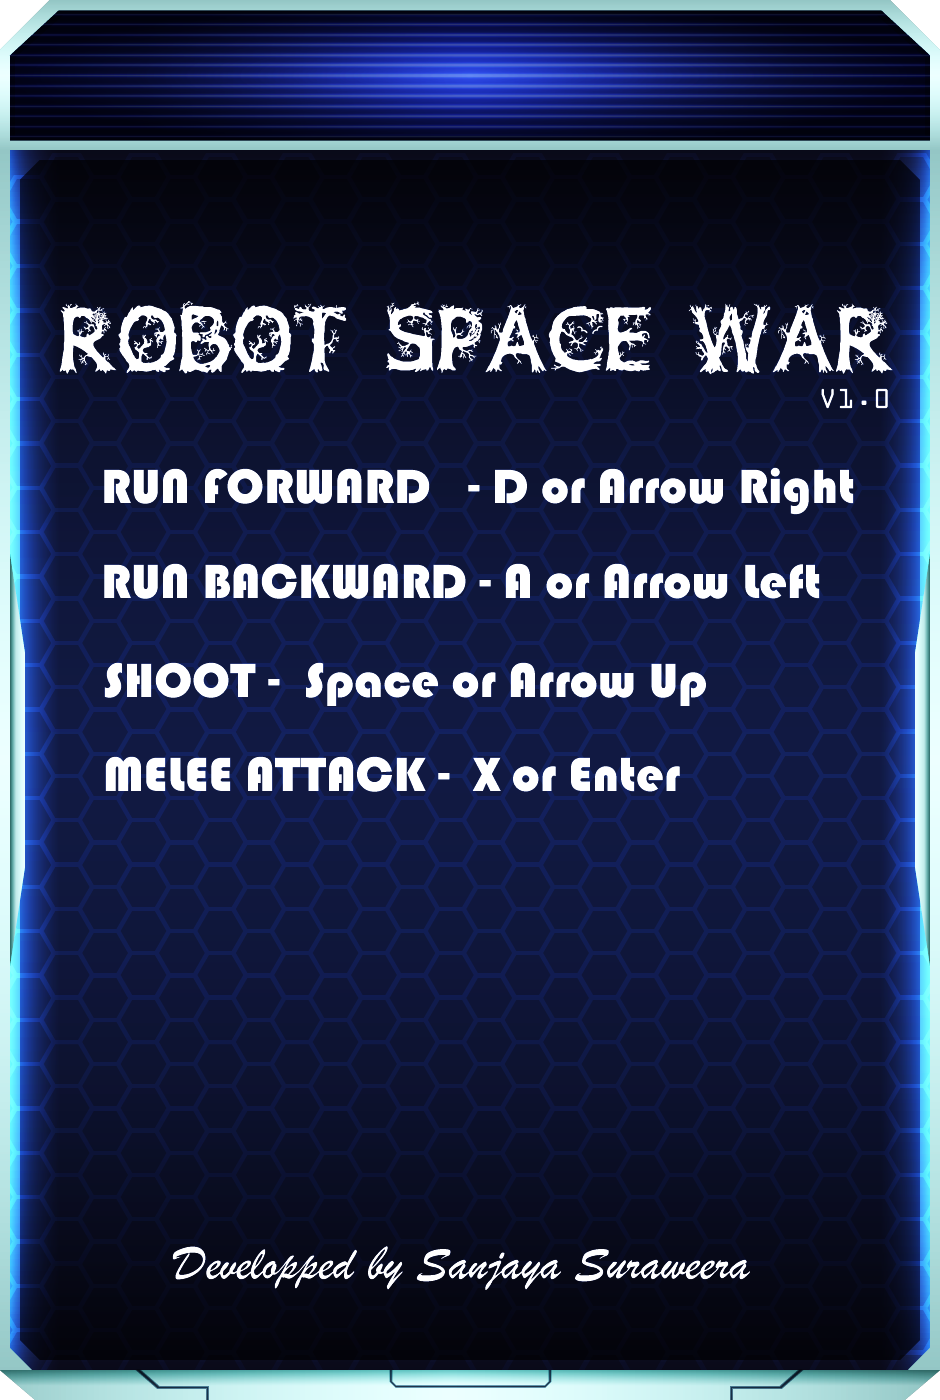 ROBOT SPACE WAR
V1.0
RUN FORWARD - D or Arrow Right
RUN BACKWARD - A or Arrow Left
SHOOT - Space or Arrow Up
MELEE ATTACK - X or Enter
Developped by Sanjaya Suraweera